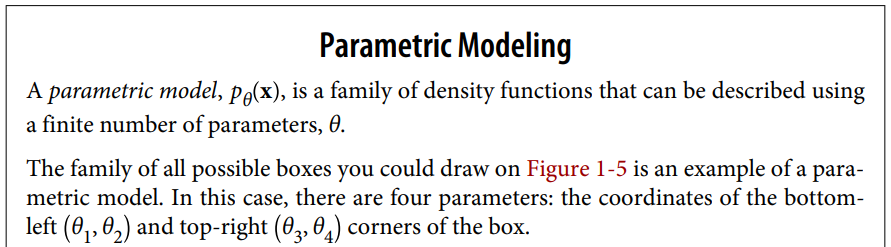 Parametric Modeling
A parametric model, pθ(x), is a family of density functions that can be described using
a finite number of parameters, θ.
The family of all possible boxes you could draw on Figure 1-5 is an example of a para-
metric model. In this case, there are four parameters: the coordinates of the bottom-
left (θ₁, θ₂) and top-right (θ₃, θ₄) corners of the box.